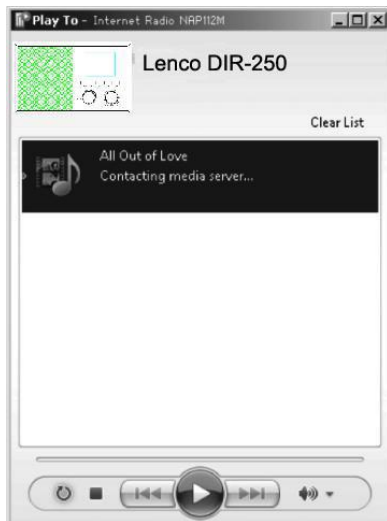 Play To - Internet Radio NAP112M
Lenco DIR-250
Clear List
All Out of Love
Contacting media server...